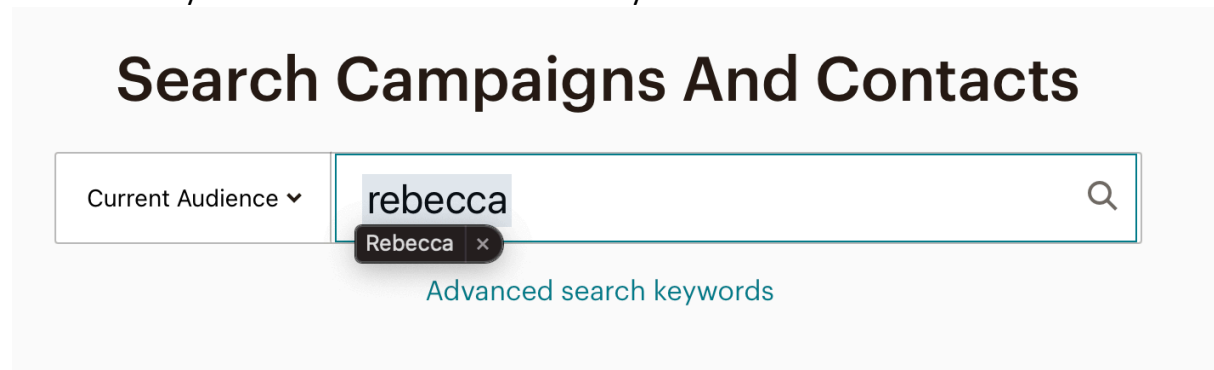 Search Campaigns And Contacts
Current Audience
rebecca
Rebecca ×
Advanced search keywords